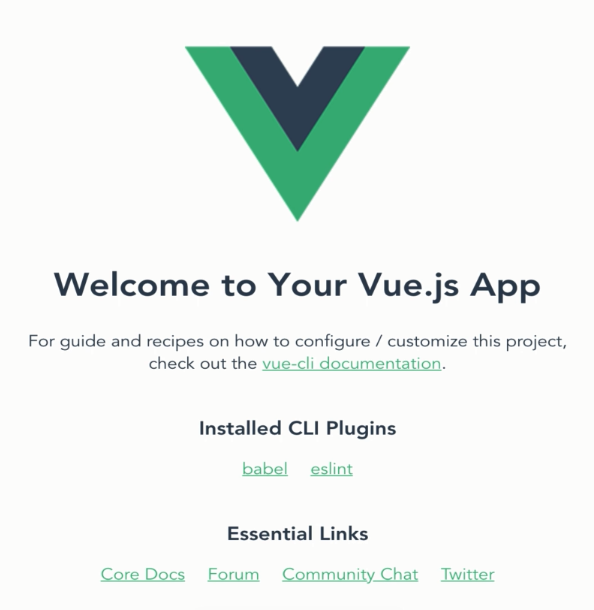 Welcome to Your Vue.js App
For guide and recipes on how to configure / customize this project,
check out the vue-cli documentation.
Installed CLI Plugins
babel eslint
Essential Links
Core Docs Forum Community Chat Twitter